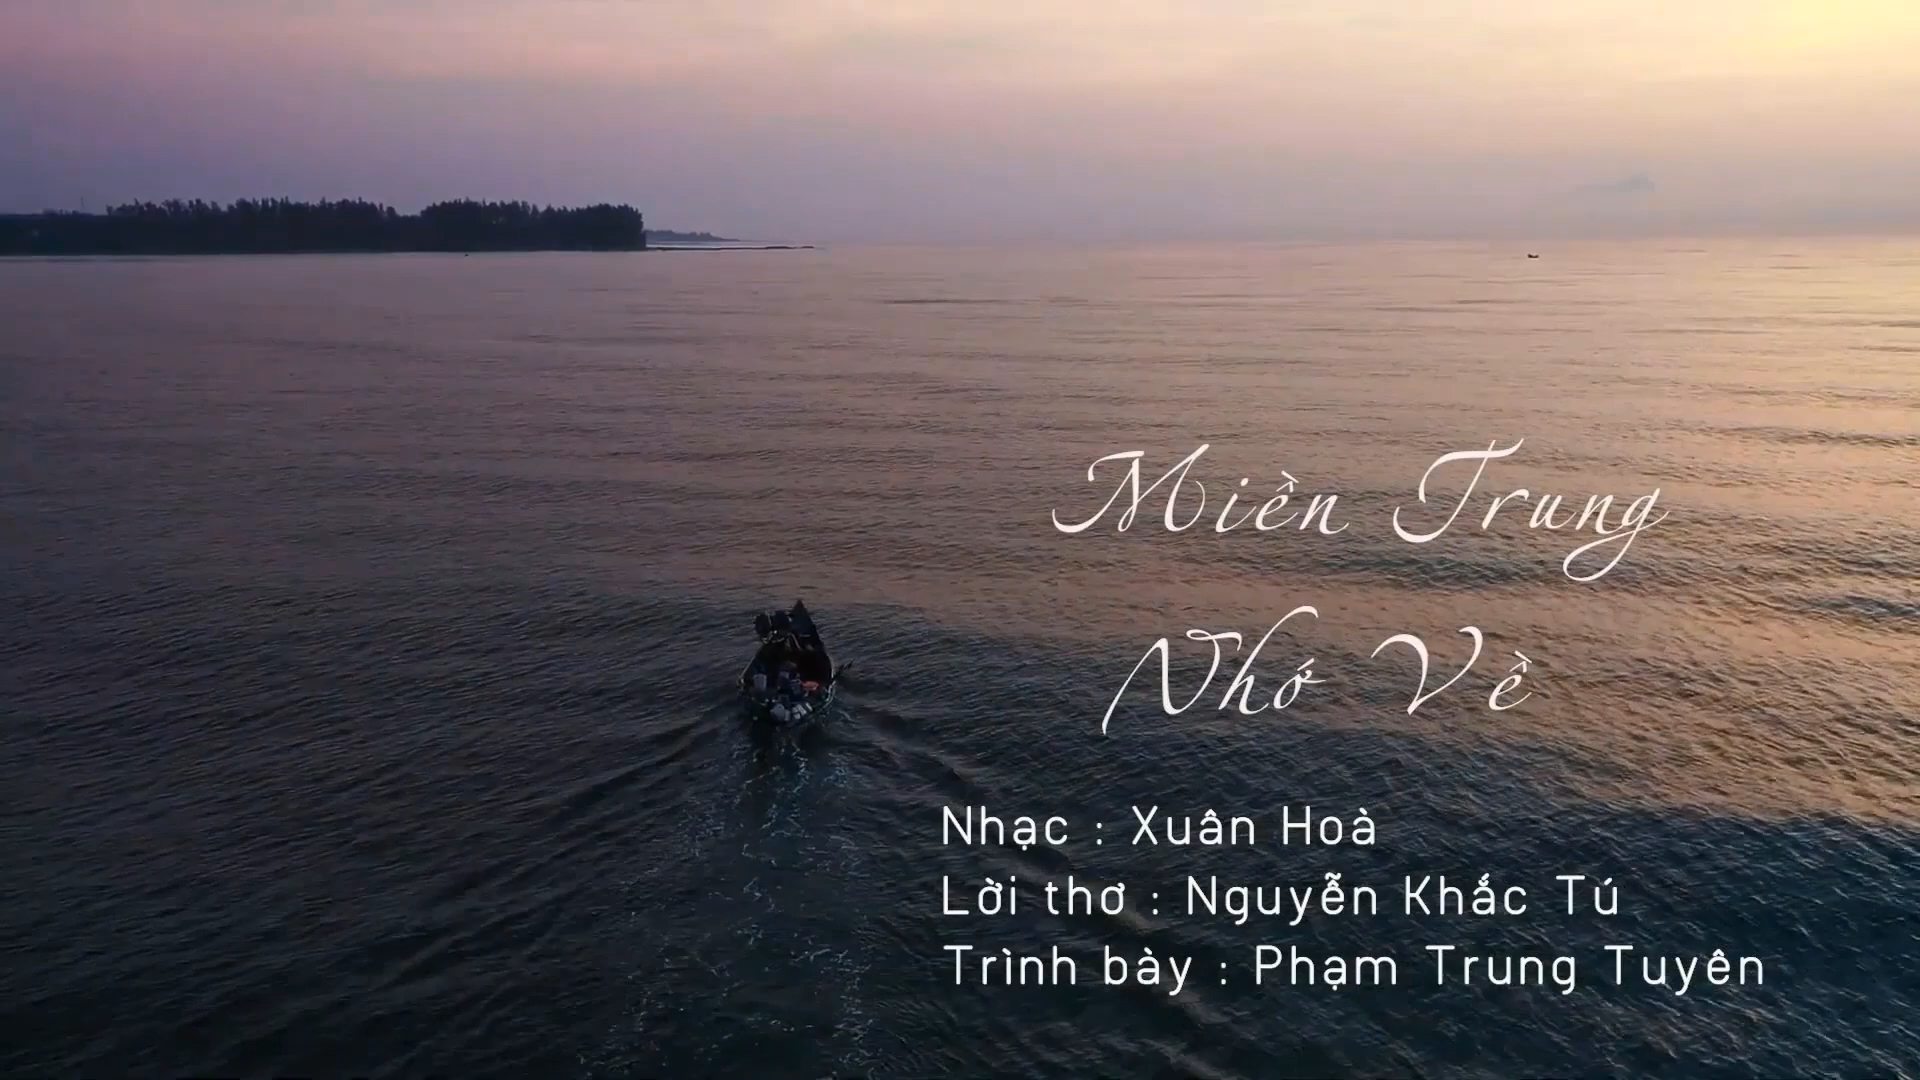 Miền Trung
Nhớ Về
Nhạc : Xuân Hoà
Lời thơ : Nguyễn Khắc Tú
Trình bày : Phạm Trung Tuyên